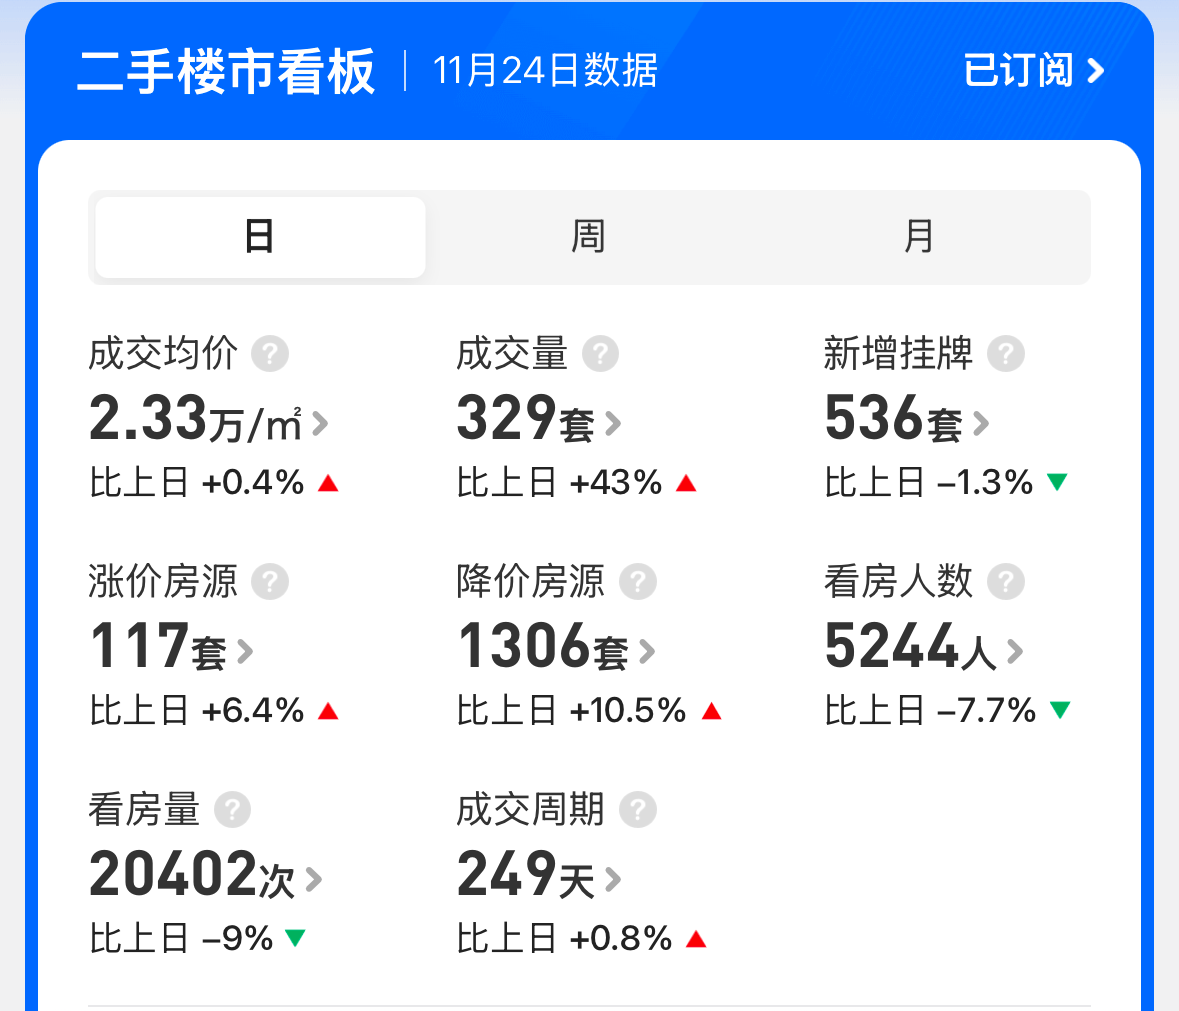 二手楼市看板 11月24日数据 已订阅
日 周 月
成交均价 ? 成交量 ? 新增挂牌 ?
2.33万/㎡ 329套 536套
比上日 +0.4% 比上日 +43% 比上日 –1.3%
涨价房源 ? 降价房源 ? 看房人数 ?
117套 1306套 5244人
比上日 +6.4% 比上日 +10.5% 比上日 –7.7%
看房量 ? 成交周期 ?
20402次 249天
比上日 –9% 比上日 +0.8%